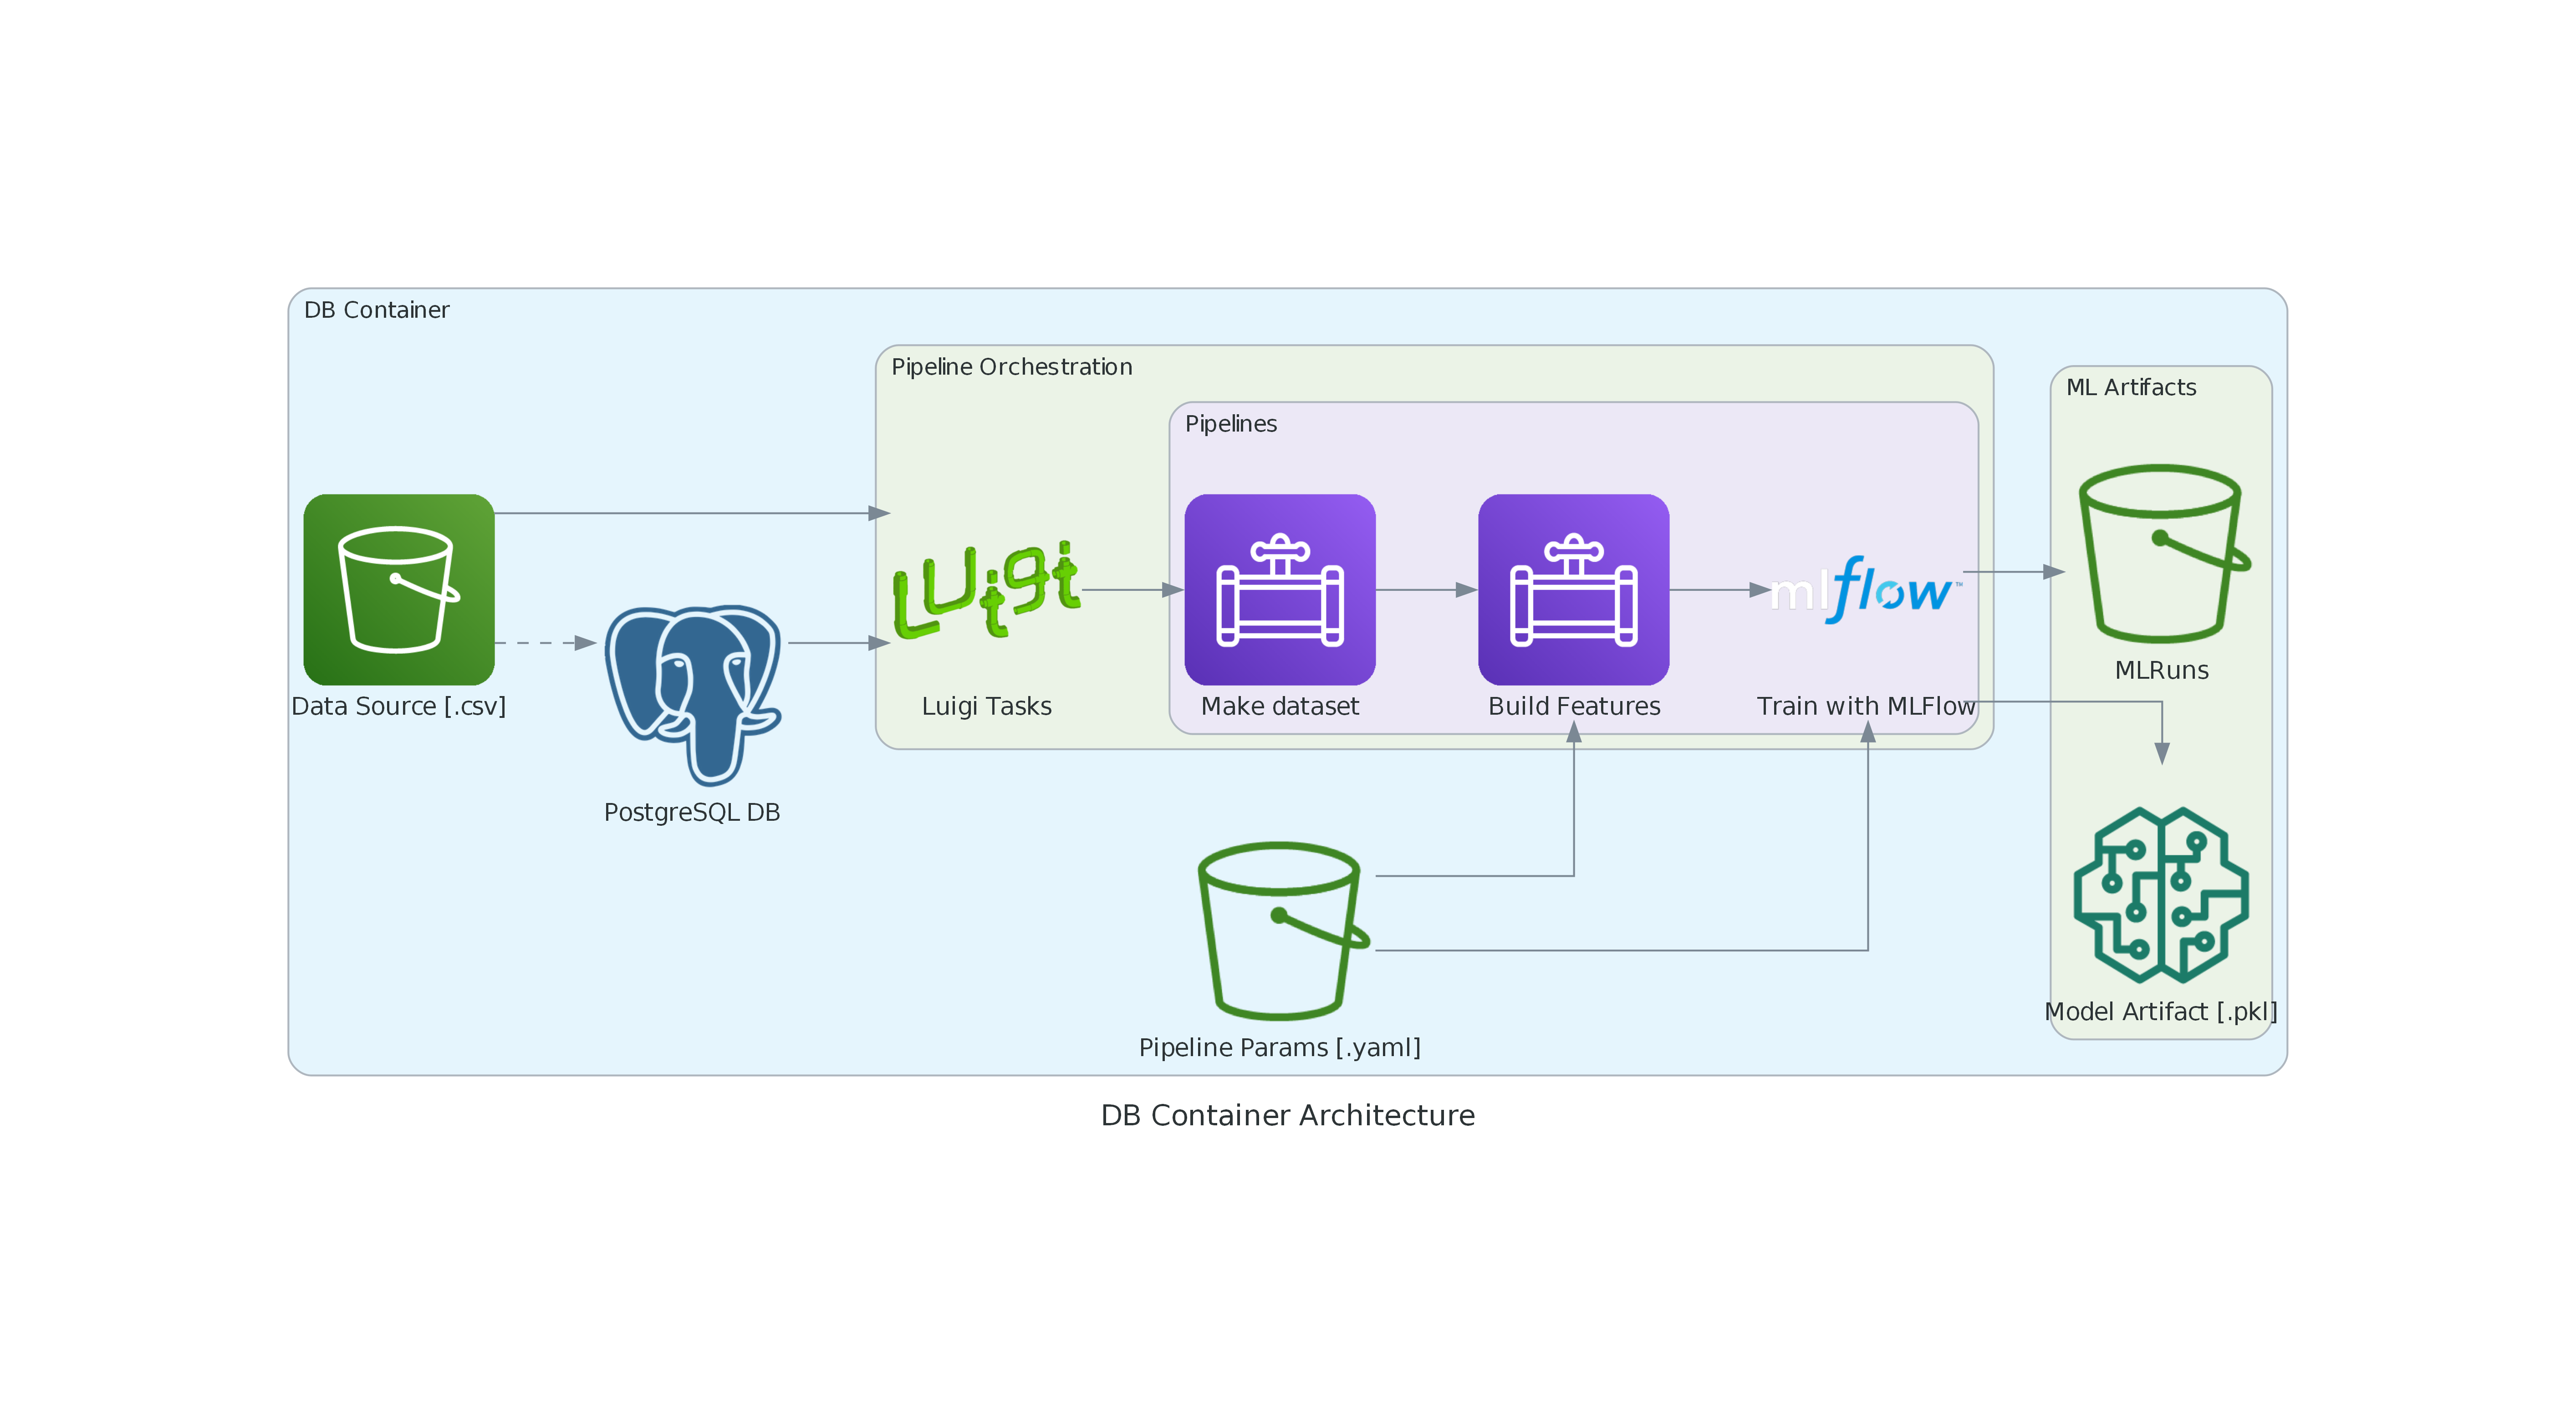 DB Container
Pipeline Orchestration
ML Artifacts
Pipelines
Luigi
mlflow™
MLRuns
Data Source [.csv]
Luigi Tasks
Make dataset
Build Features
Train with MLFlow
PostgreSQL DB
Model Artifact [.pkl]
Pipeline Params [.yaml]
DB Container Architecture